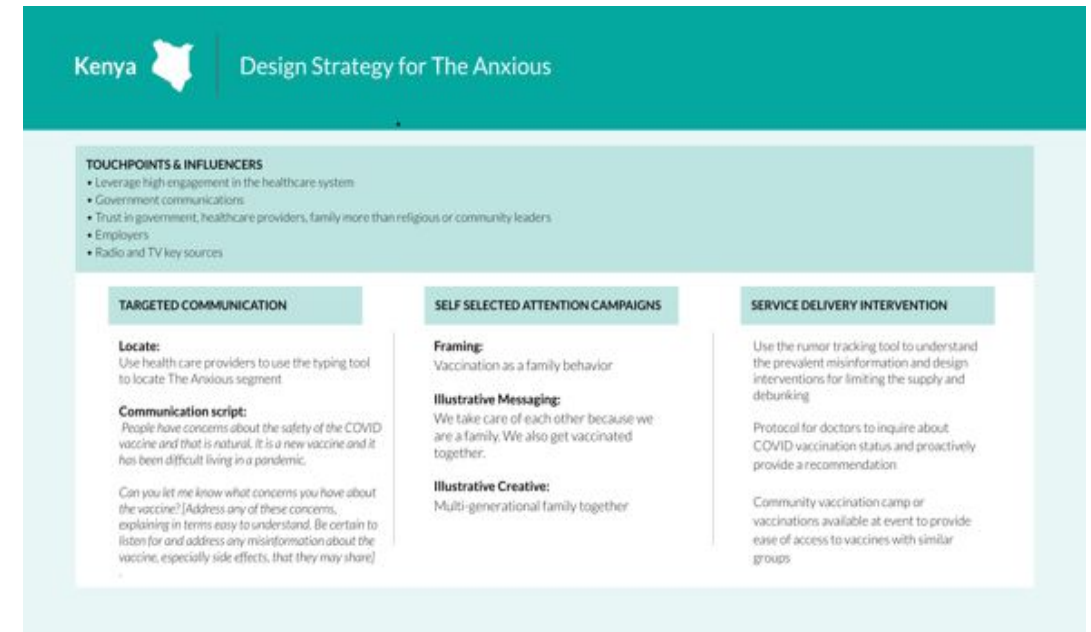 Kenya
Design Strategy for The Anxious
TOUCHPOINTS & INFLUENCERS
• Leverage high engagement in the healthcare system
• Government communications
• Trust in government, healthcare providers, family more than religious or community leaders
• Employers
• Radio and TV key sources
TARGETED COMMUNICATION
Locate:
Use health care providers to use the typing tool
to locate The Anxious segment
Communication script:
People have concerns about the safety of the COVID
vaccine and that is natural. It is a new vaccine and it
has been difficult living in a pandemic.
Can you let me know what concerns you have about
the vaccine? [Address any of these concerns,
explaining in terms easy to understand. Be certain to
listen for and address any misinformation about the
vaccine, especially side effects, that they may share]
.
SELF SELECTED ATTENTION CAMPAIGNS
Framing:
Vaccination as a family behavior
Illustrative Messaging:
We take care of each other because we
are a family. We also get vaccinated
together.
Illustrative Creative:
Multi-generational family together
SERVICE DELIVERY INTERVENTION
Use the rumor tracking tool to understand
the prevalent misinformation and design
interventions for limiting the supply and
debunking
Protocol for doctors to inquire about
COVID vaccination status and proactively
provide a recommendation
Community vaccination camp or
vaccinations available at event to provide
ease of access to vaccines with similar
groups